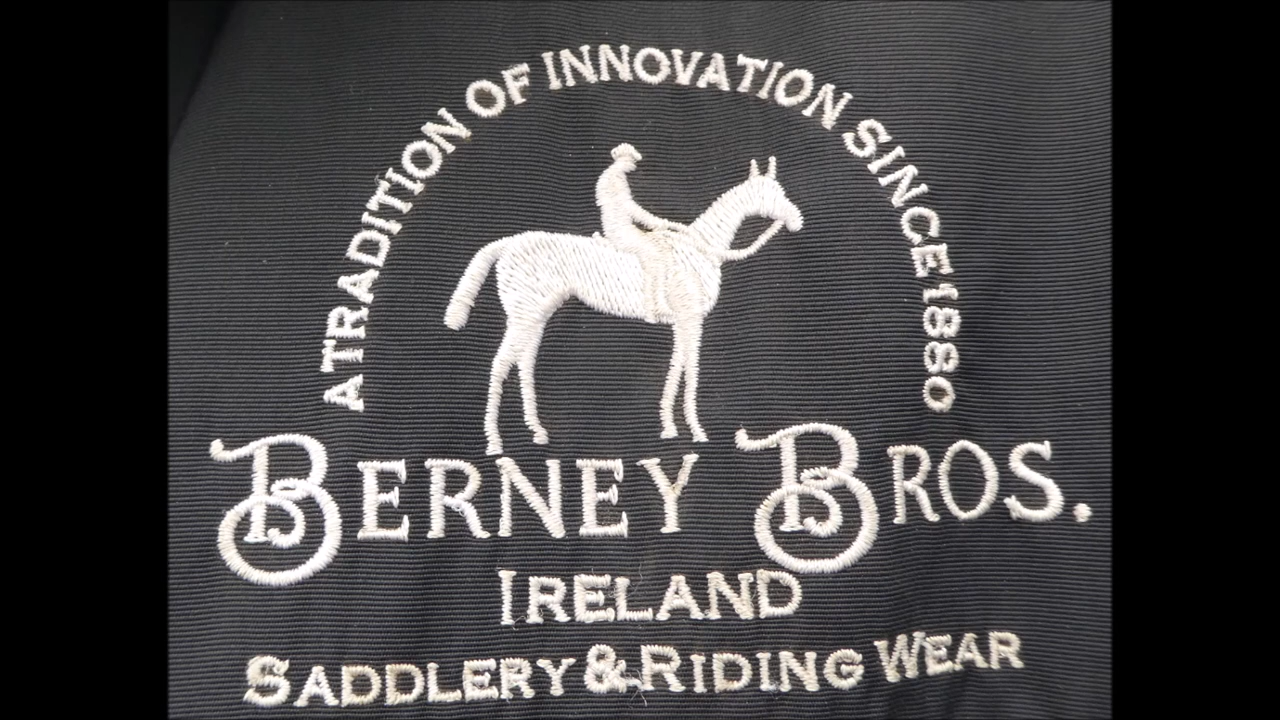 A TRADITION OF INNOVATION SINCE 1880
BERNEY BROS.
IRELAND
SADDLERY & RIDING WEAR